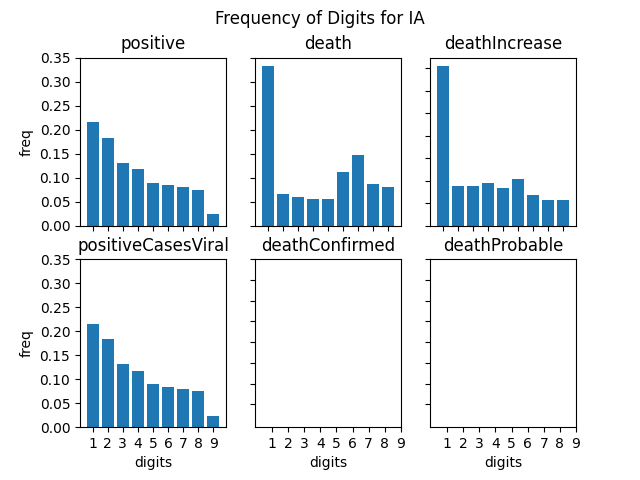 Frequency of Digits for IA
positive death deathIncrease
0.35
0.30
0.25
0.20
0.15
0.10
0.05
0.00
freq
positiveCasesViral deathConfirmed deathProbable
0.35
0.30
0.25
0.20
0.15
0.10
0.05
0.00
freq
1 2 3 4 5 6 7 8 9 1 2 3 4 5 6 7 8 9 1 2 3 4 5 6 7 8 9
digits digits digits